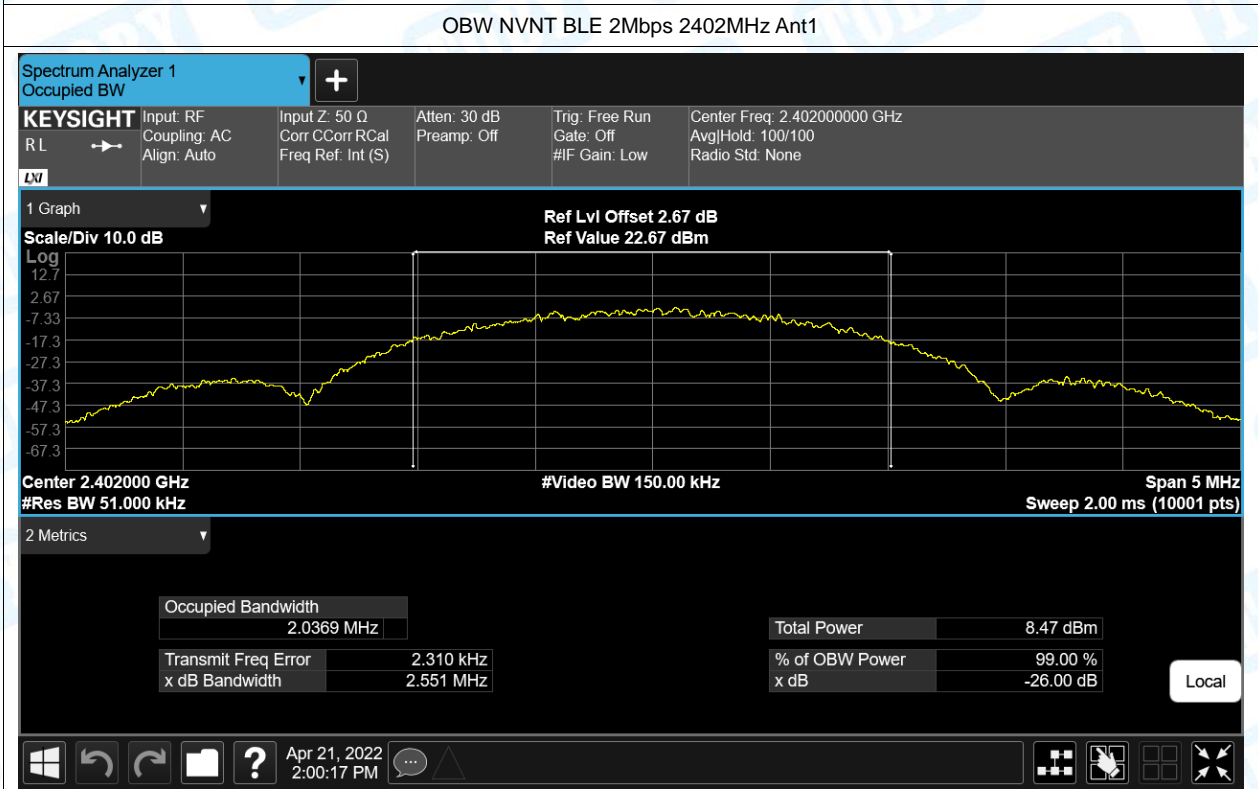 OBW NVNT BLE 2Mbps 2402MHz Ant1
Spectrum Analyzer 1
Occupied BW
KEYSIGHT
RL
LXI
Input: RF
Coupling: AC
Align: Auto
Input Z: 50 Ω
Corr CCorr RCal
Freq Ref: Int (S)
Atten: 30 dB
Preamp: Off
Trig: Free Run
Gate: Off
#IF Gain: Low
Center Freq: 2.402000000 GHz
Avg|Hold: 100/100
Radio Std: None
1 Graph
Scale/Div 10.0 dB
Ref Lvl Offset 2.67 dB
Ref Value 22.67 dBm
Log
12.7
2.67
-7.33
-17.3
-27.3
-37.3
-47.3
-57.3
-67.3
Center 2.402000 GHz
#Res BW 51.000 kHz
#Video BW 150.00 kHz
Span 5 MHz
Sweep 2.00 ms (10001 pts)
2 Metrics
Occupied Bandwidth
2.0369 MHz
Total Power 8.47 dBm
Transmit Freq Error 2.310 kHz
% of OBW Power 99.00 %
x dB Bandwidth 2.551 MHz
x dB -26.00 dB
Local
Apr 21, 2022
2:00:17 PM